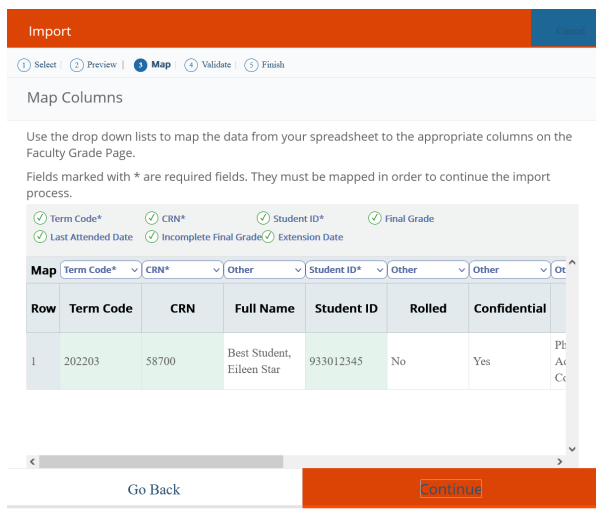 Import
Cancel
1 Select | 2 Preview | 3 Map | 4 Validate | 5 Finish
Map Columns
Use the drop down lists to map the data from your spreadsheet to the appropriate columns on the
Faculty Grade Page.
Fields marked with * are required fields. They must be mapped in order to continue the import
process.
Term Code* CRN* Student ID* Final Grade
Last Attended Date Incomplete Final Grade Extension Date
Map Term Code* CRN* Other Student ID* Other Other
Row Term Code CRN Full Name Student ID Rolled Confidential
1 202203 58700 Best Student, Eileen Star 933012345 No Yes
Go Back Continue